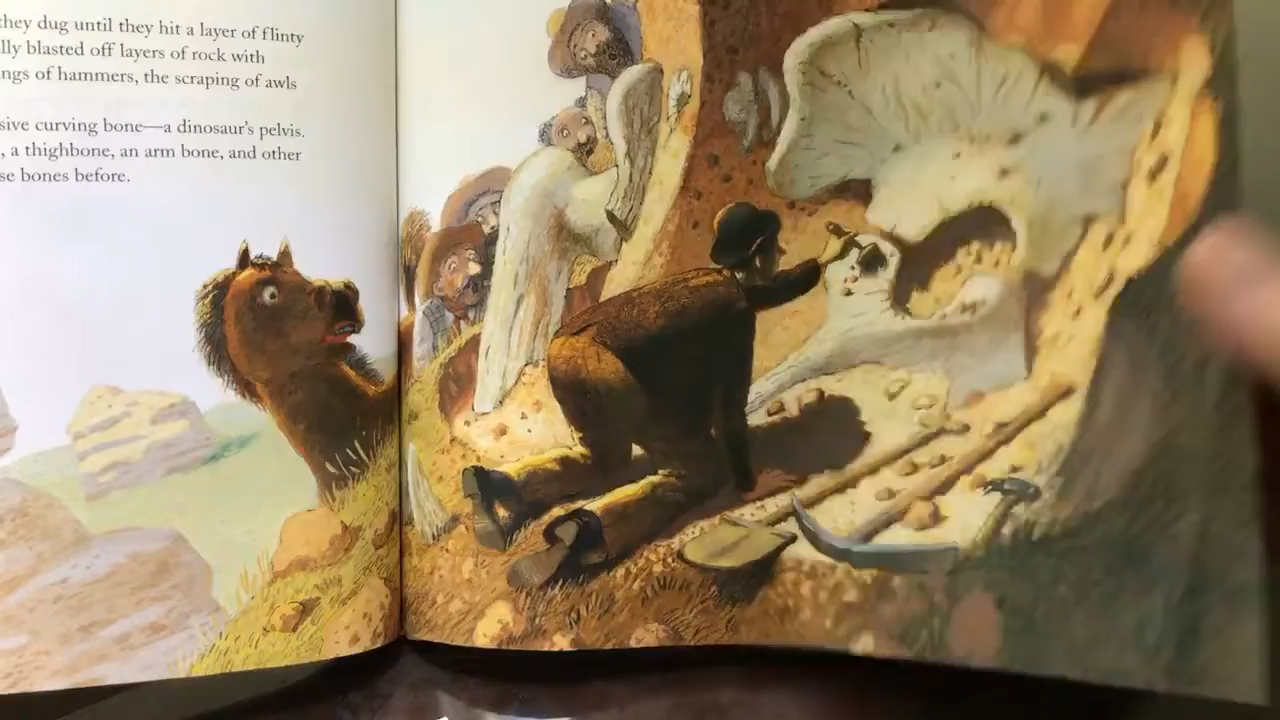 they dug until they hit a layer of flinty
lly blasted off layers of rock with
ngs of hammers, the scraping of awls
sive curving bone—a dinosaur's pelvis.
, a thighbone, an arm bone, and other
se bones before.